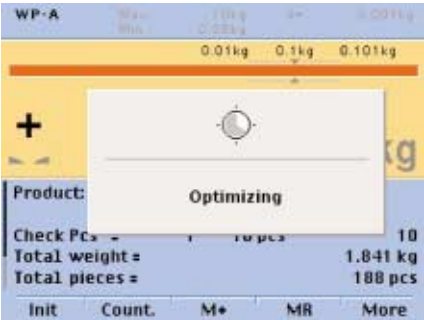 WP-A
0.01kg 0.1kg 0.101kg
+
kg
Optimizing
Product:
Check Pcs 10
Total weight = 1.841 kg
Total pieces = 188 pcs
Init Count. M+ MR More